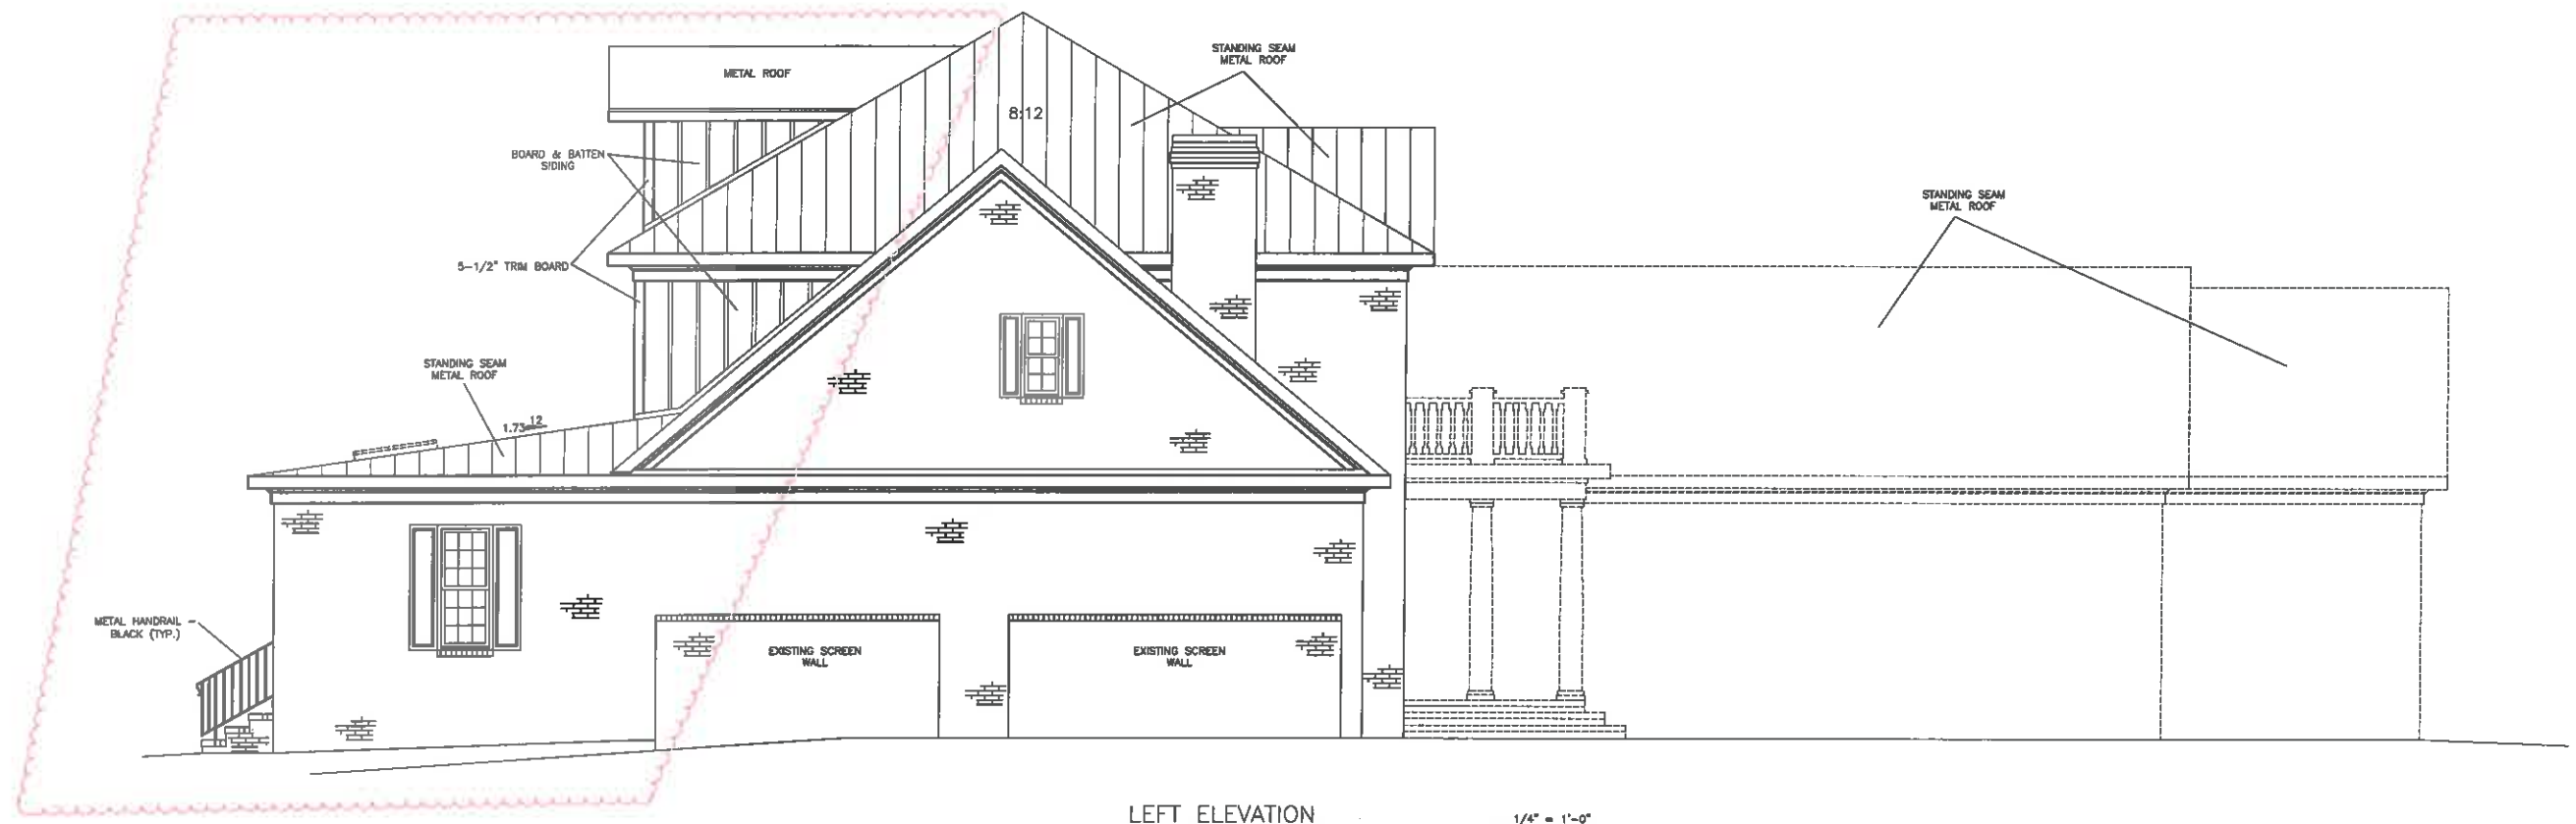 STANDING SEAM
METAL ROOF
METAL ROOF
8:12
BOARD & BATTEN
SIDING
STANDING SEAM
METAL ROOF
5-1/2" TRIM BOARD
STANDING SEAM
METAL ROOF
12
1.73
METAL HANDRAIL -
BLACK (TYP.)
EXISTING SCREEN
WALL
EXISTING SCREEN
WALL
LEFT ELEVATION
1/4" = 1'-0"